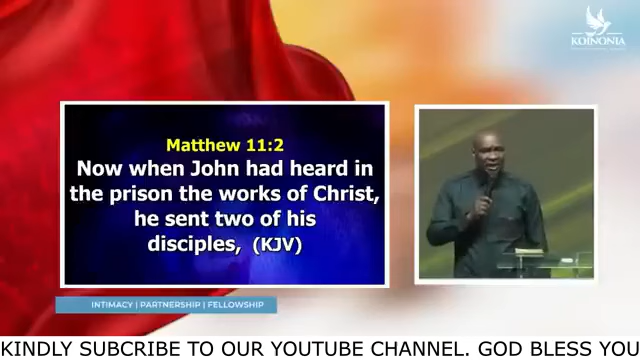 KOINONIA
Matthew 11:2
Now when John had heard in
the prison the works of Christ,
he sent two of his
disciples, (KJV)
INTIMACY | PARTNERSHIP | FELLOWSHIP
KINDLY SUBCRIBE TO OUR YOUTUBE CHANNEL. GOD BLESS YOU